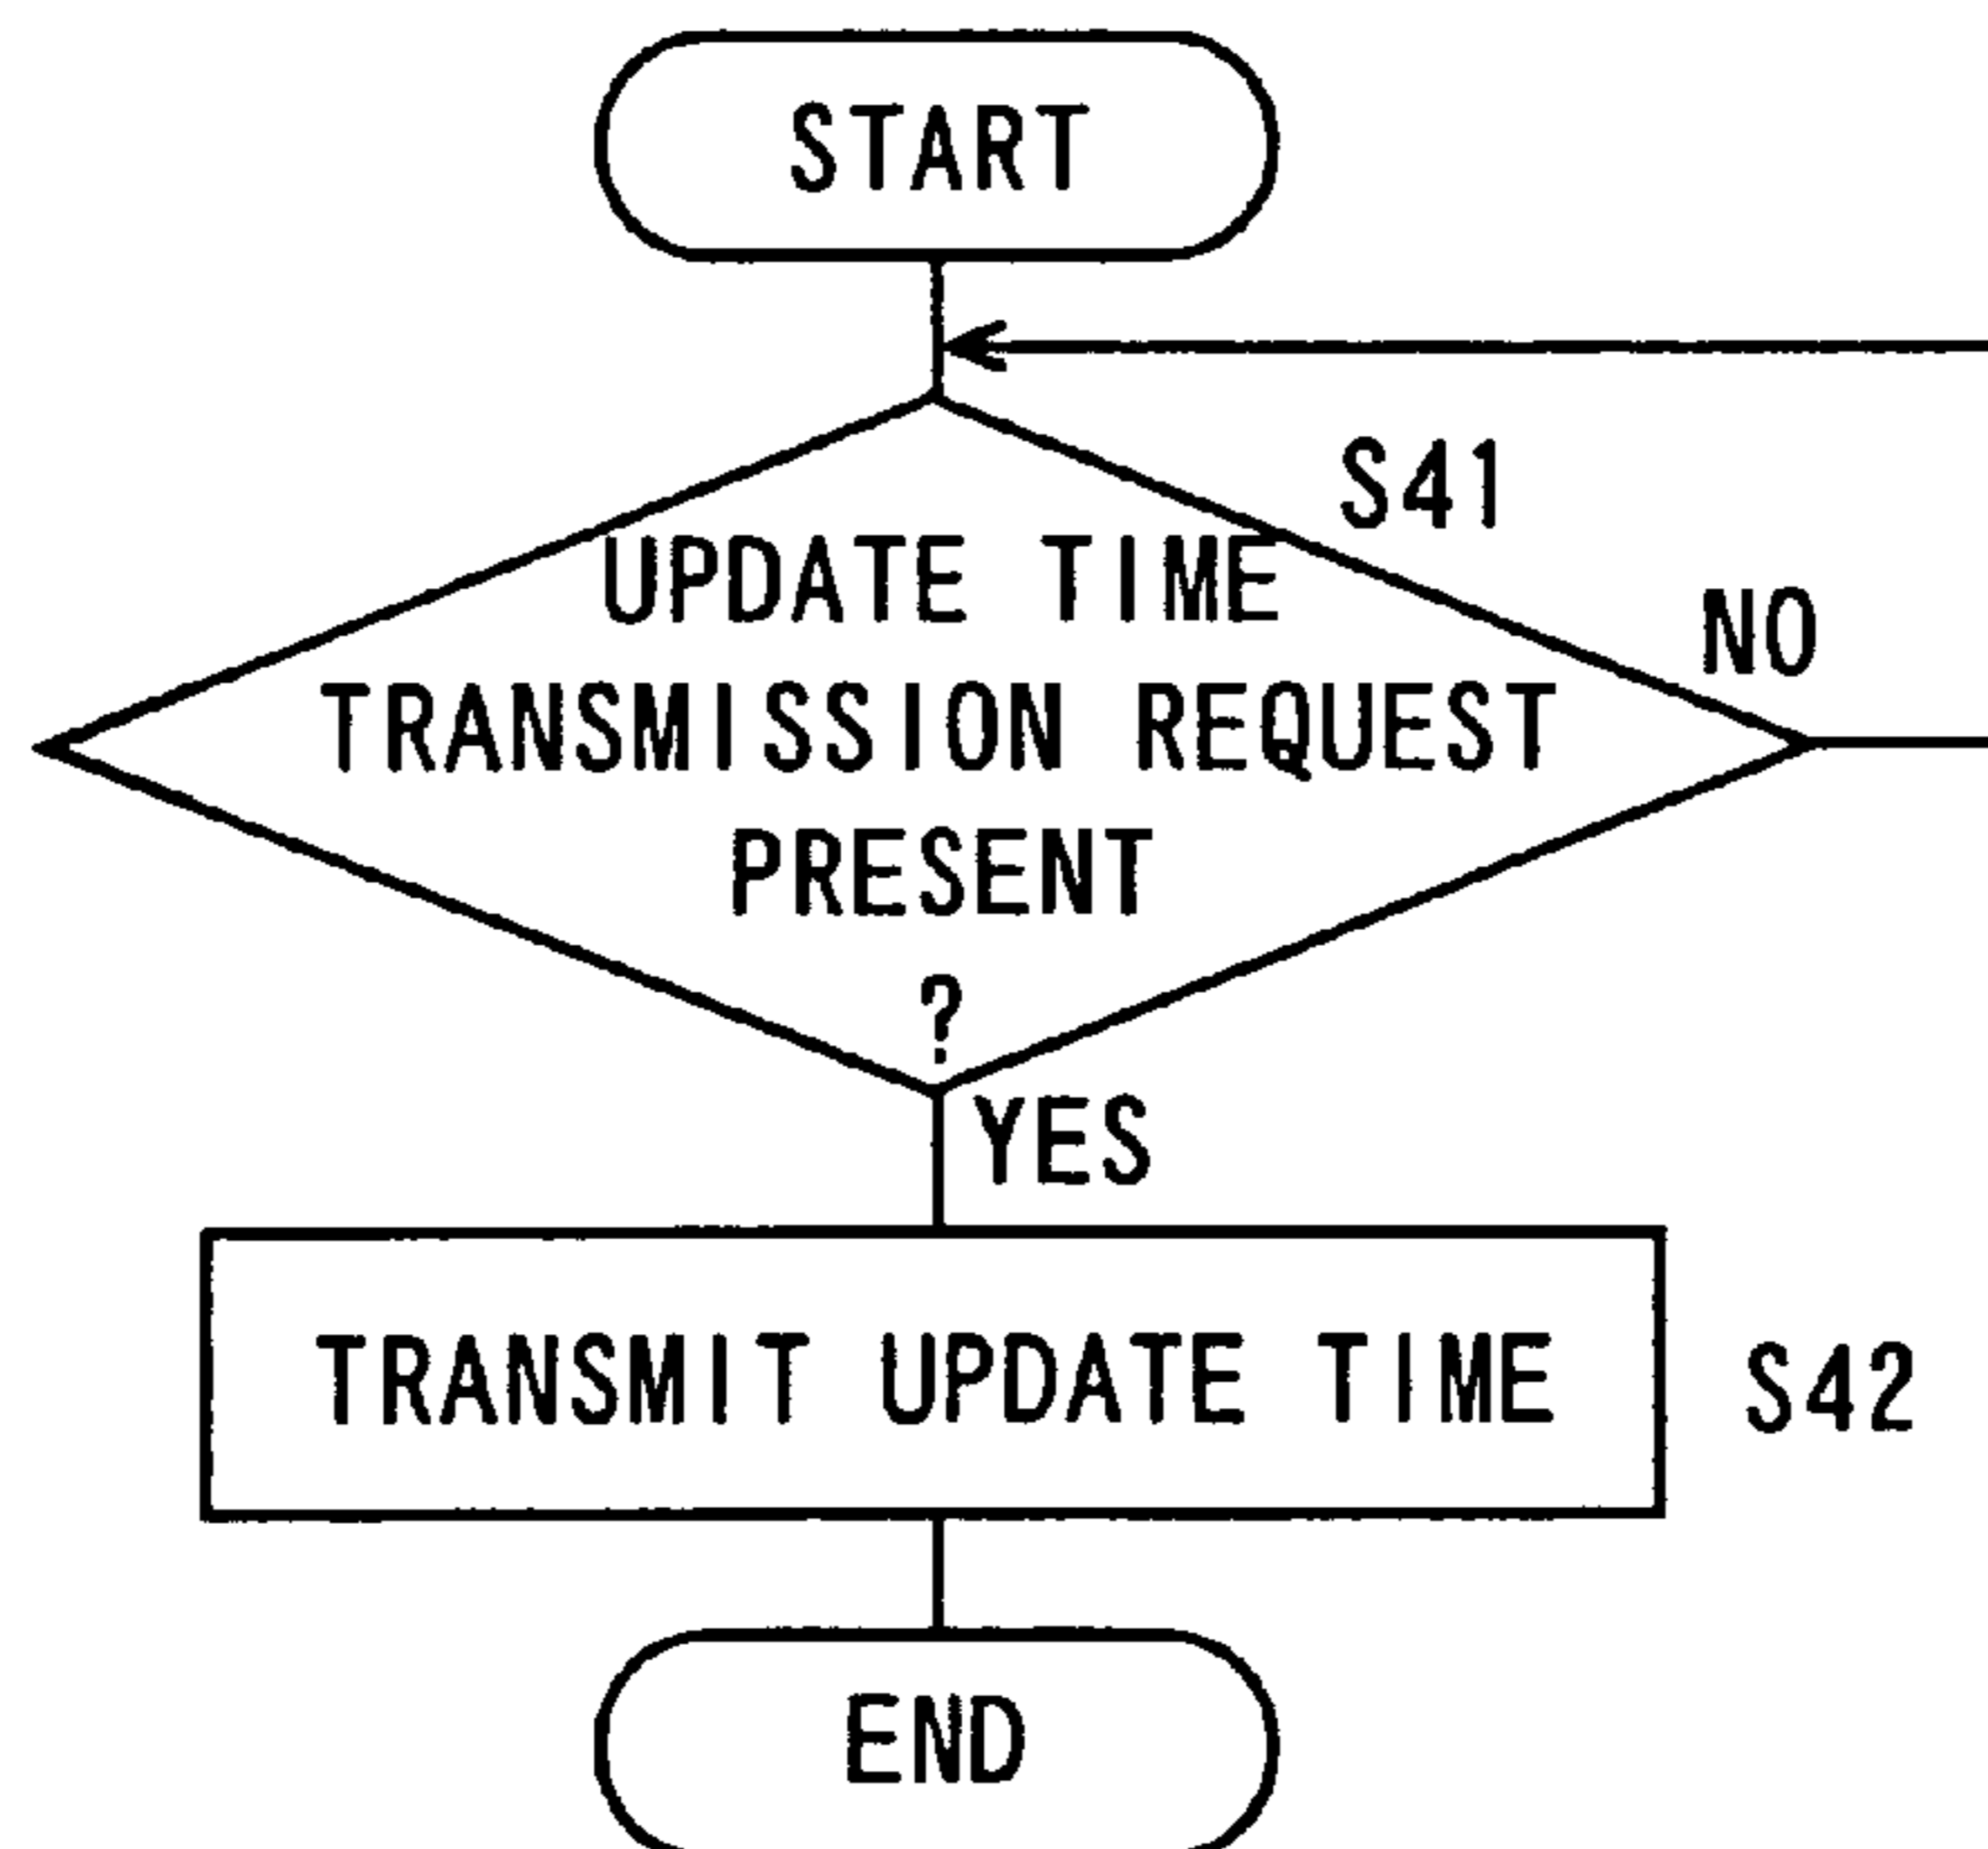 START
S41
UPDATE TIME
NO
TRANSMISSION REQUEST
PRESENT
?
YES
TRANSMIT UPDATE TIME
S42
END